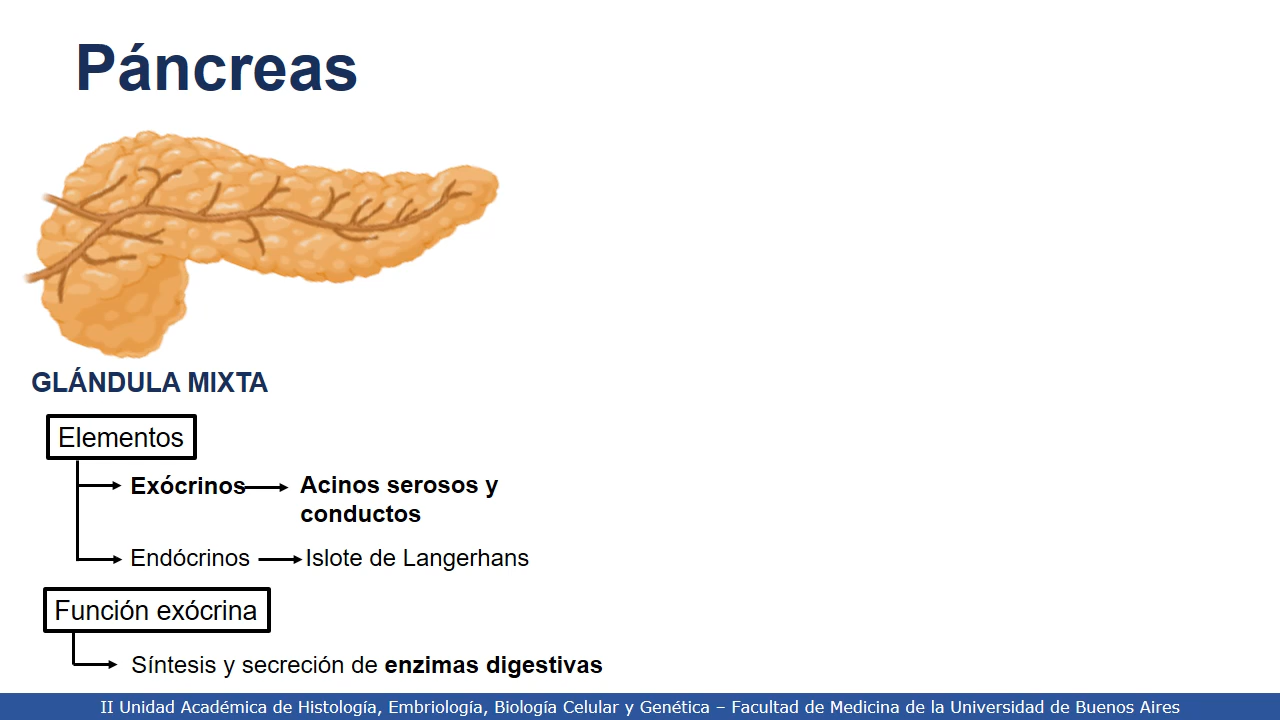 Páncreas
GLÁNDULA MIXTA
Elementos
Exócrinos
Acinos serosos y
conductos
Endócrinos
Islote de Langerhans
Función exócrina
Síntesis y secreción de enzimas digestivas
II Unidad Académica de Histología, Embriología, Biología Celular y Genética – Facultad de Medicina de la Universidad de Buenos Aires